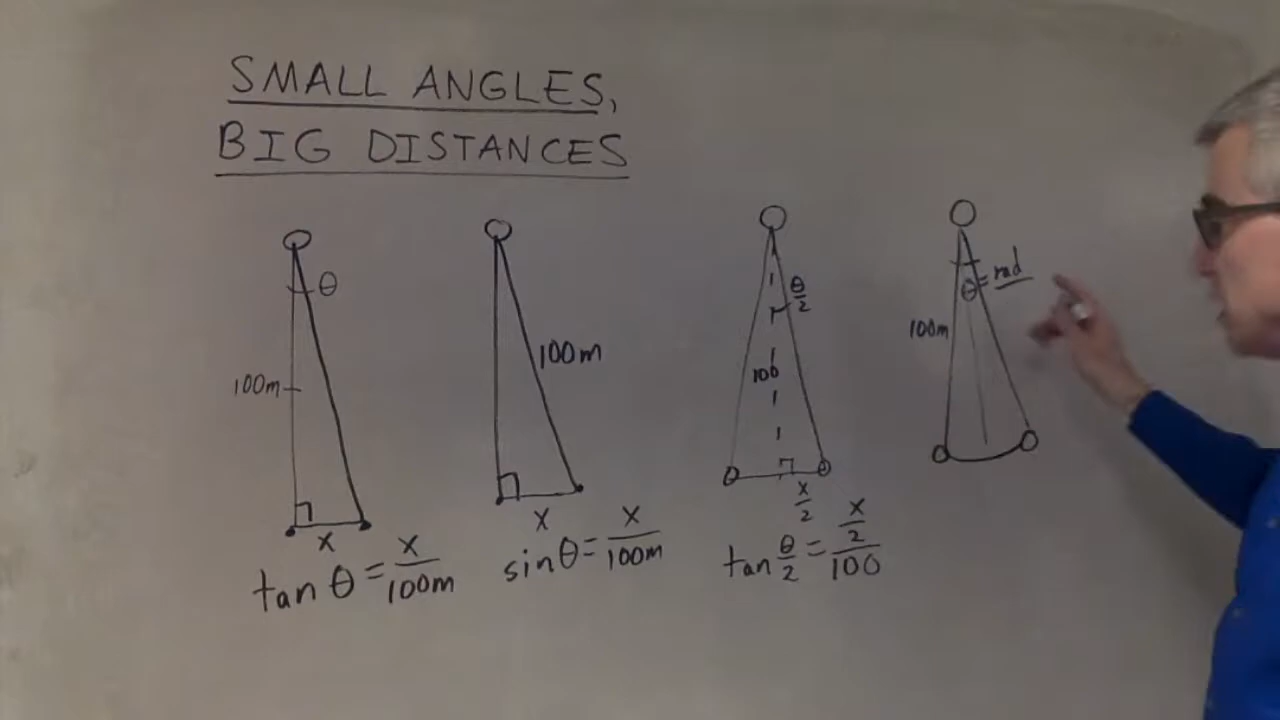 SMALL ANGLES,
BIG DISTANCES
θ
100m
x
tan θ = x/100m
100m
x
sin θ = x/100m
θ/2
100
x/2
tan θ/2 = x/2/100
θ = rad
100m